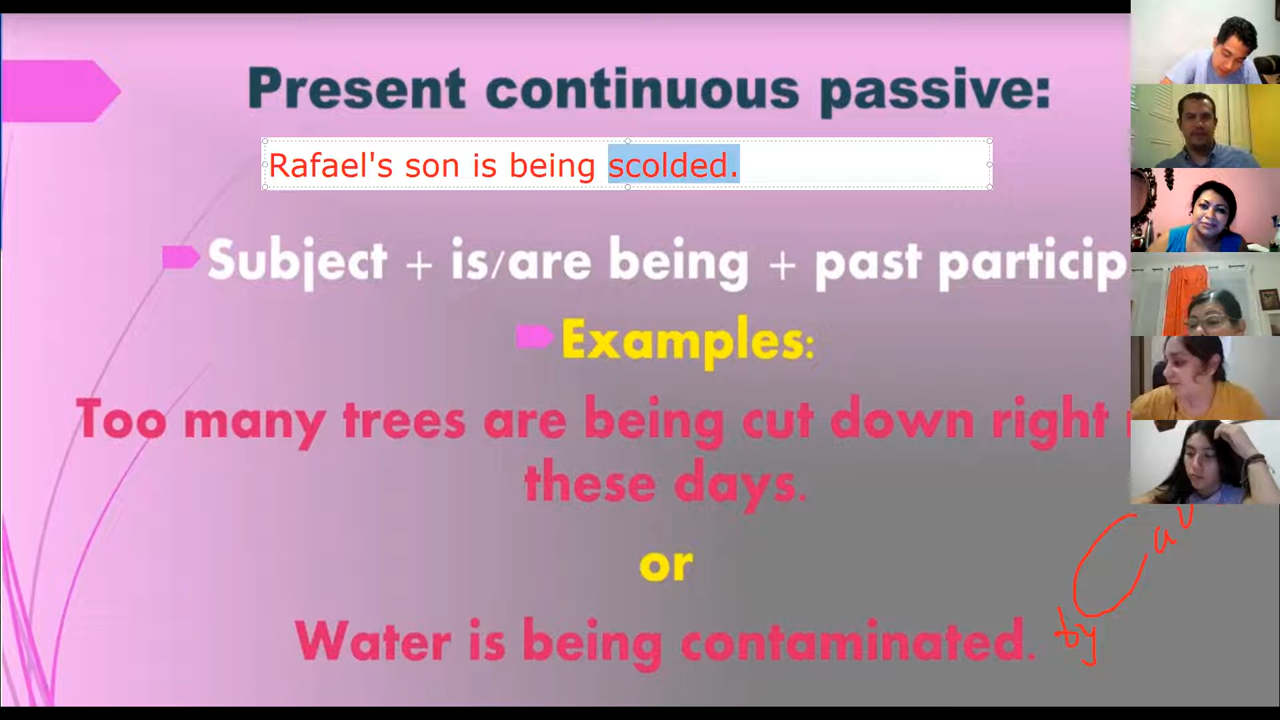 Present continuous passive:
Rafael's son is being scolded.
Subject + is/are being + past particip
Examples:
Too many trees are being cut down right
these days.
or
Water is being contaminated.
by